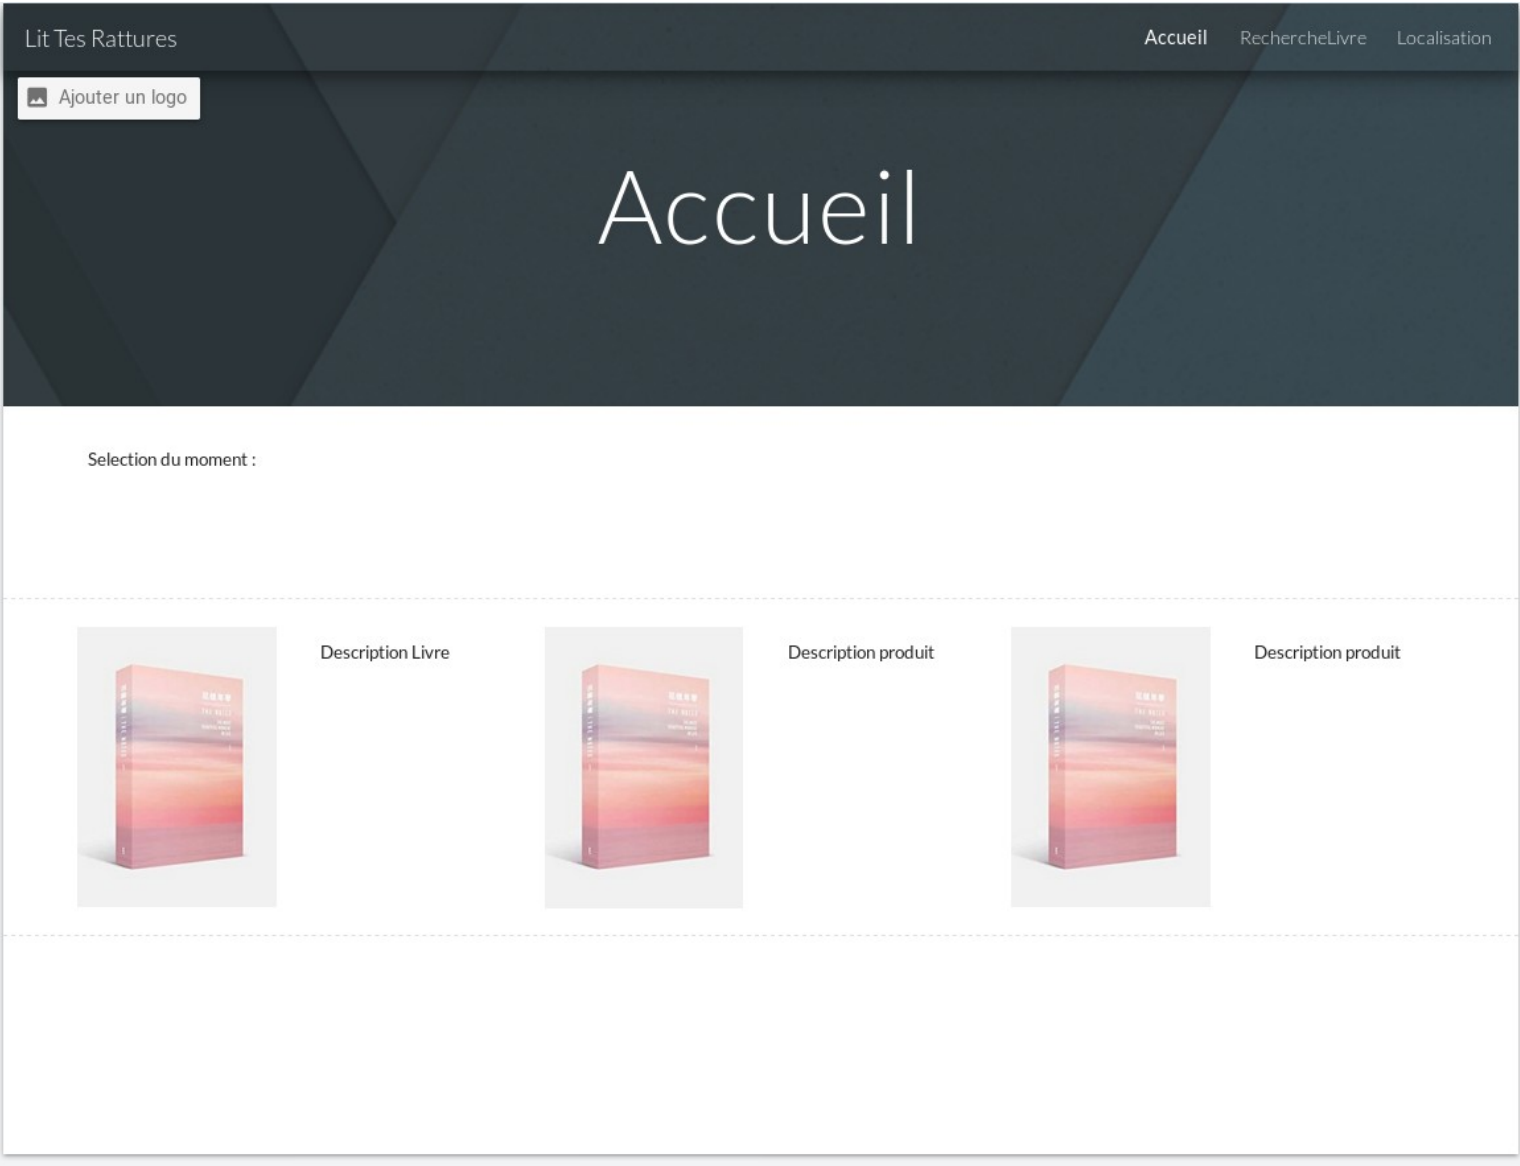 Lit Tes Rattures
Accueil
RechercheLivre
Localisation
Ajouter un logo
Accueil
Selection du moment :
Description Livre
Description produit
Description produit